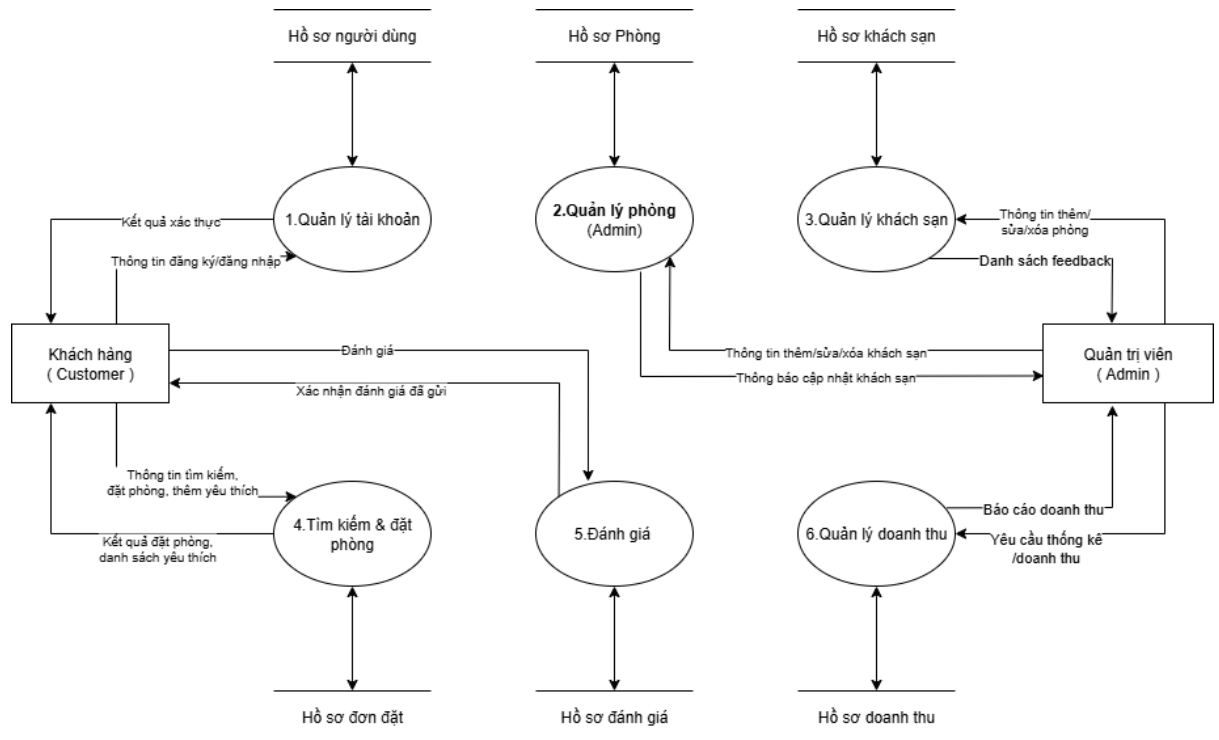 Hồ sơ người dùng
Hồ sơ Phòng
Hồ sơ khách sạn
1.Quản lý tài khoản
2.Quản lý phòng
(Admin)
3.Quản lý khách sạn
Kết quả xác thực
Thông tin đăng ký/đăng nhập
Thông tin thêm/
sửa/xóa phòng
Danh sách feedback
Khách hàng
( Customer )
Đánh giá
Xác nhận đánh giá đã gửi
Thông tin thêm/sửa/xóa khách sạn
Thông báo cập nhật khách sạn
Quản trị viên
( Admin )
Thông tin tìm kiếm,
đặt phòng, thêm yêu thích
Kết quả đặt phòng,
danh sách yêu thích
4.Tìm kiếm & đặt
phòng
5.Đánh giá
6.Quản lý doanh thu
Báo cáo doanh thu
Yêu cầu thống kê
/doanh thu
Hồ sơ đơn đặt
Hồ sơ đánh giá
Hồ sơ doanh thu